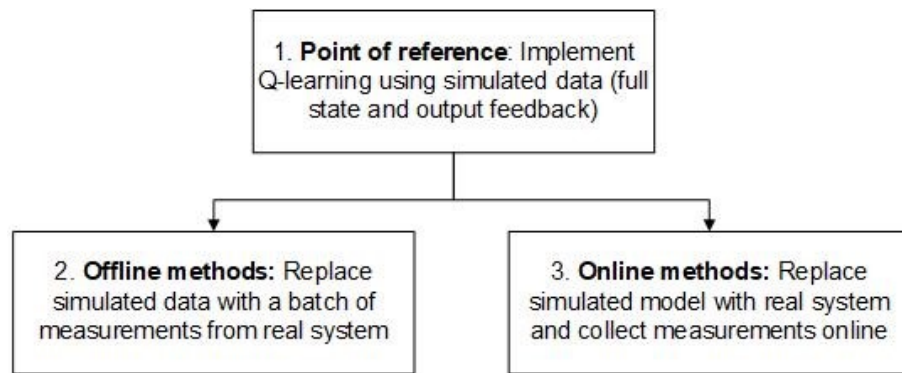 1. Point of reference: Implement
Q-learning using simulated data (full
state and output feedback)
2. Offline methods: Replace
simulated data with a batch of
measurements from real system
3. Online methods: Replace
simulated model with real system
and collect measurements online